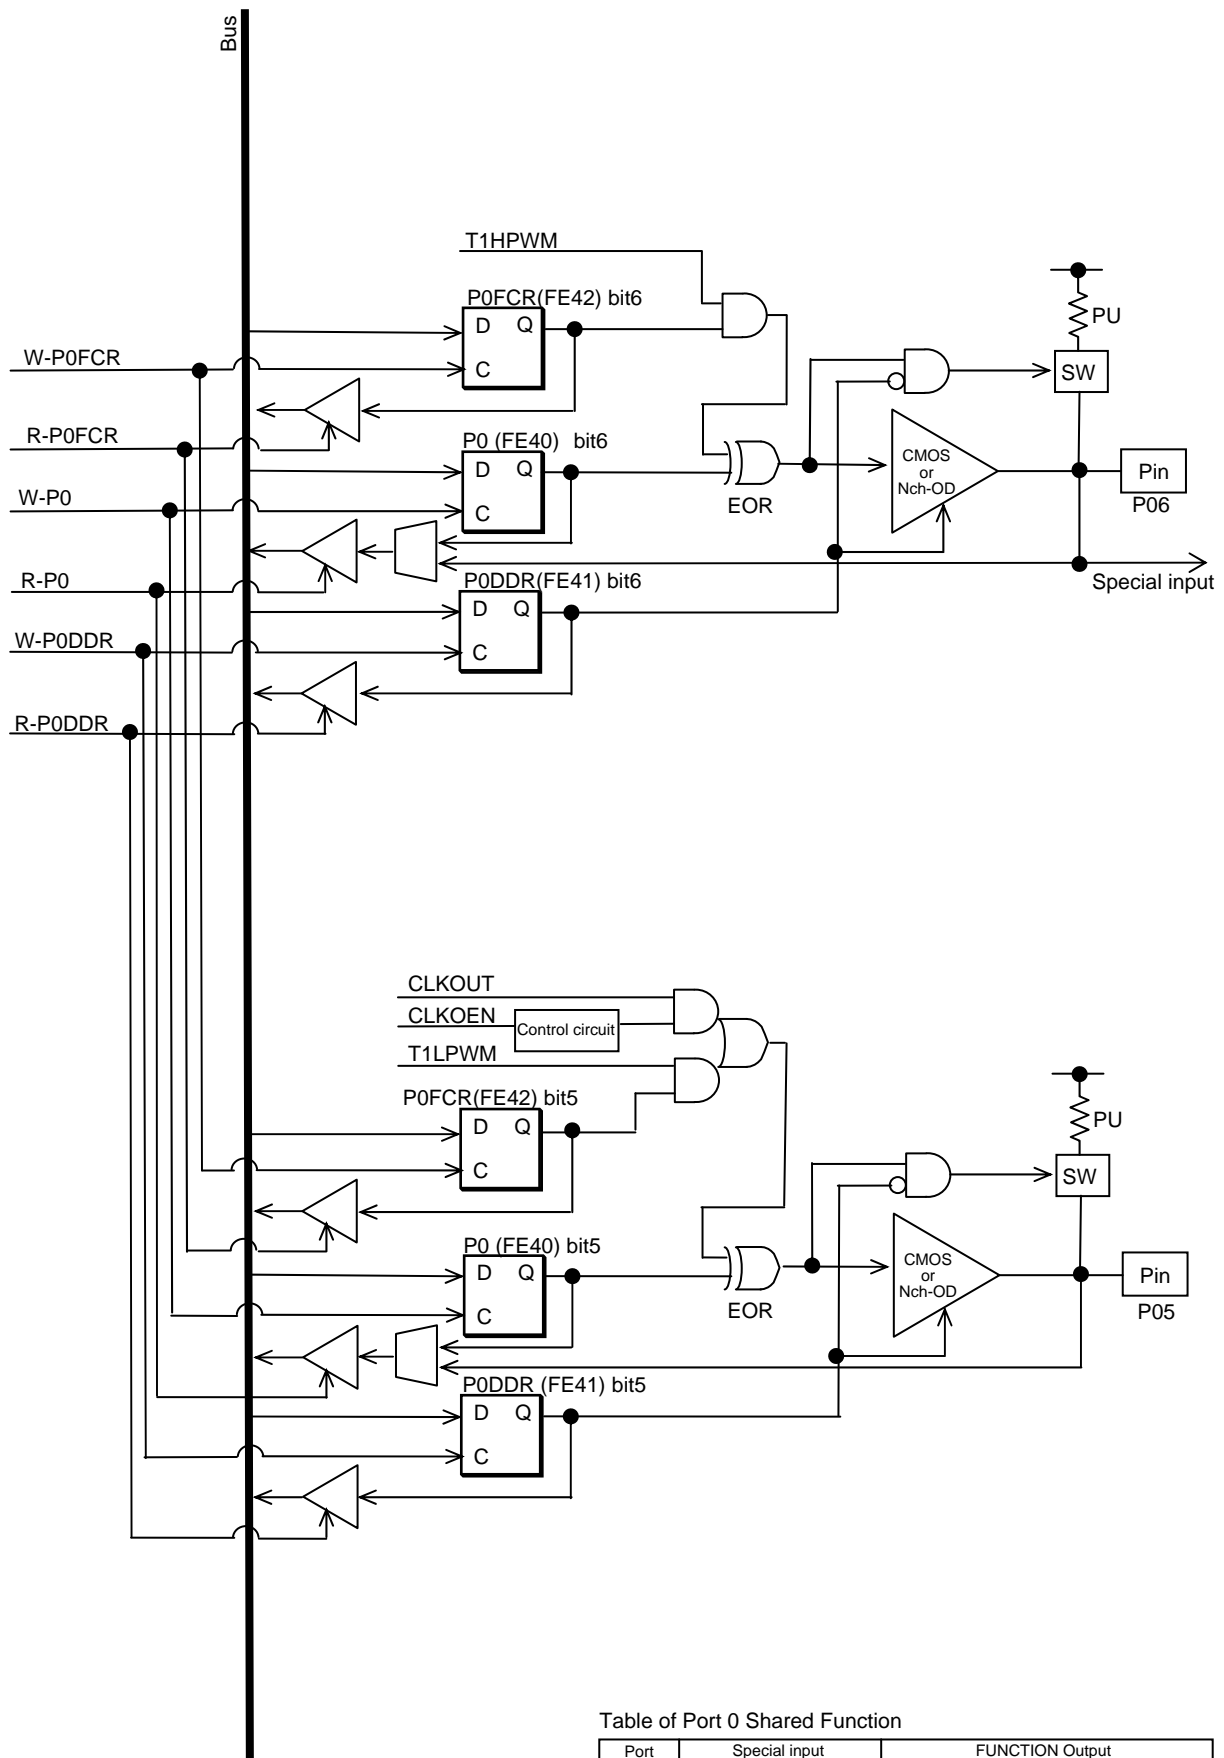 Bus
T1HPWM
P0FCR(FE42) bit6
D Q
C
PU
SW
W-P0FCR
R-P0FCR
P0 (FE40) bit6
D Q
C
EOR
CMOS
or
Nch-OD
Pin
P06
W-P0
R-P0
P0DDR(FE41) bit6
D Q
C
Special input
W-P0DDR
R-P0DDR
CLKOUT
CLKOEN
Control circuit
T1LPWM
P0FCR(FE42) bit5
D Q
C
PU
SW
P0 (FE40) bit5
D Q
C
EOR
CMOS
or
Nch-OD
Pin
P05
P0DDR (FE41) bit5
D Q
C
Table of Port 0 Shared Function
Port Special input FUNCTION Output